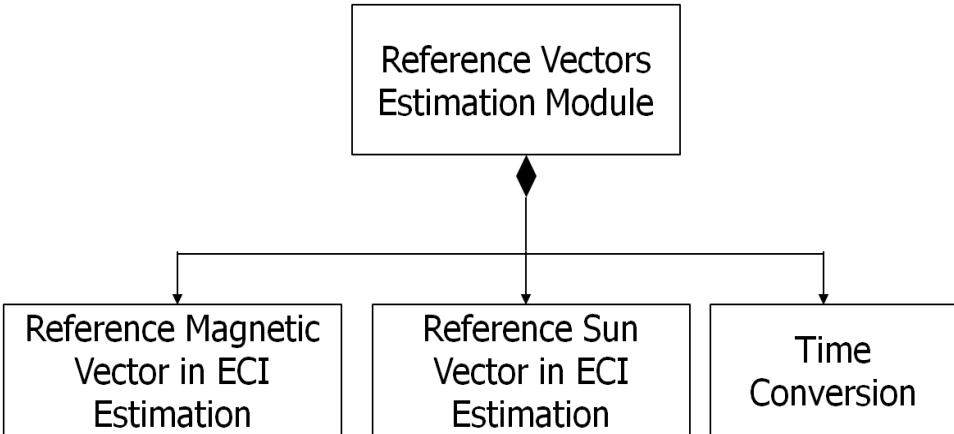 Reference Vectors
Estimation Module
Reference Magnetic
Vector in ECI
Estimation
Reference Sun
Vector in ECI
Estimation
Time
Conversion